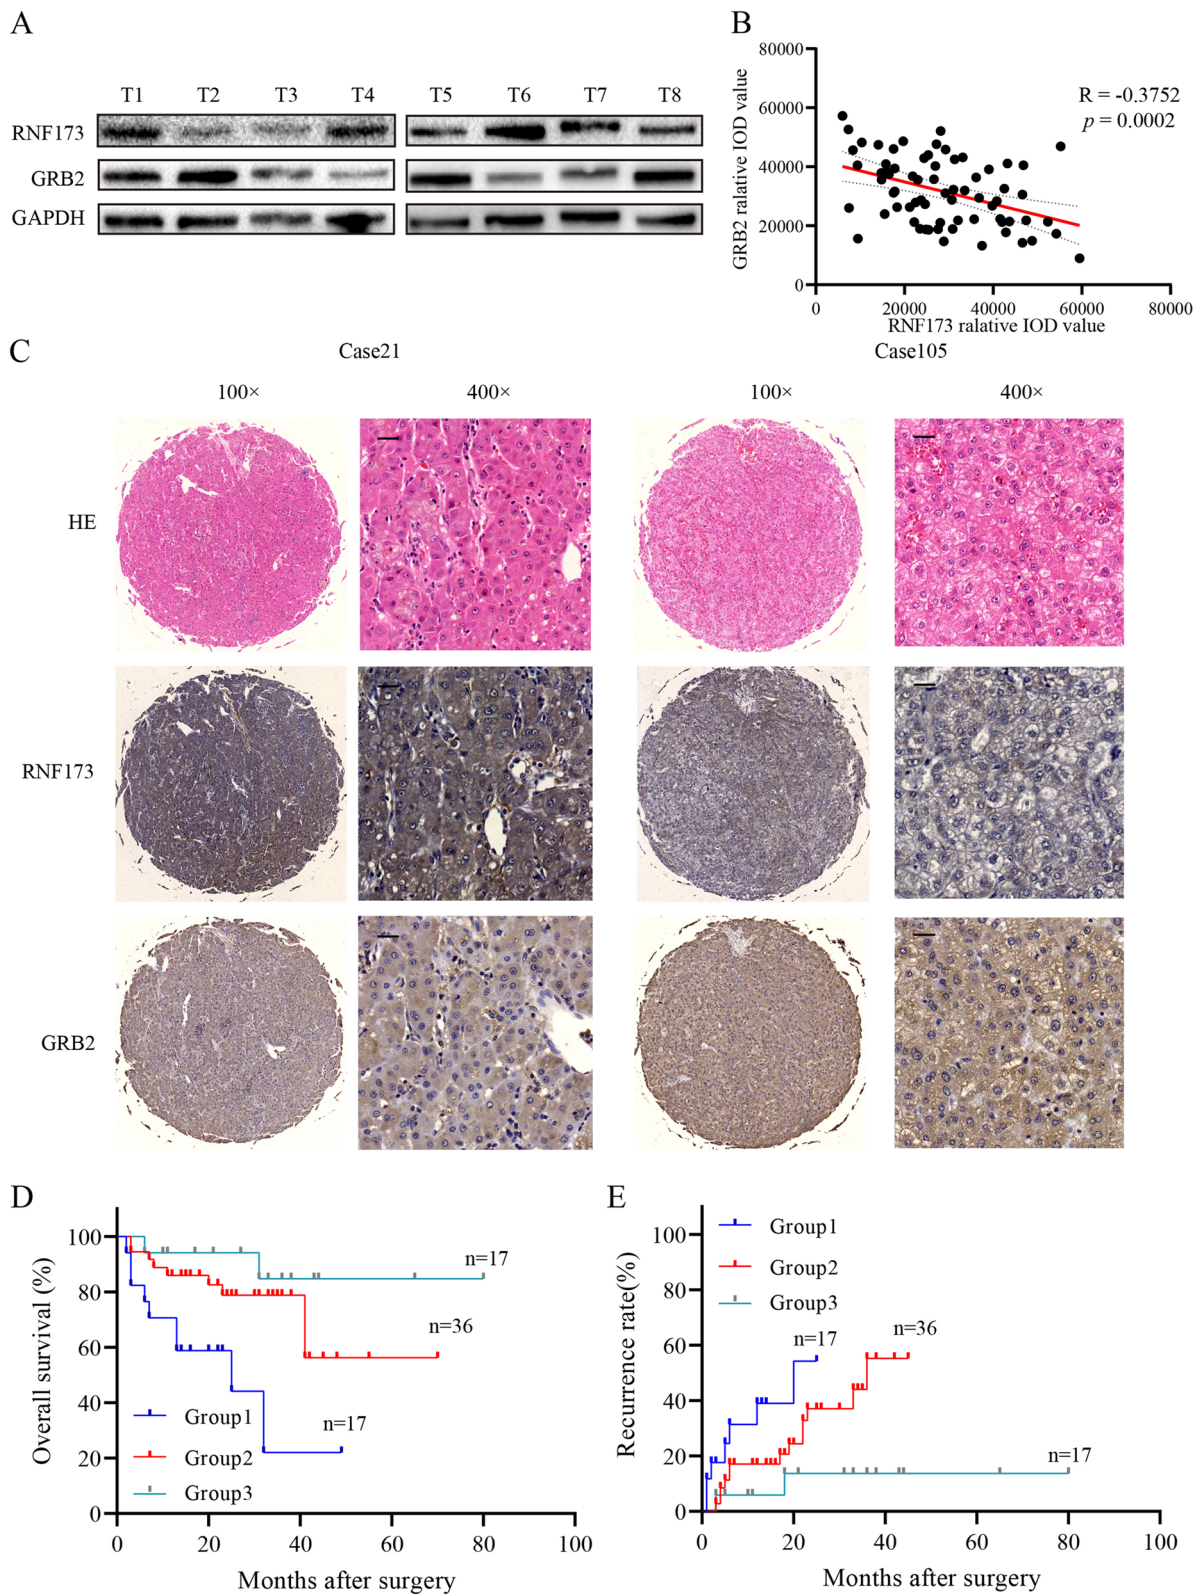 A
T1 T2 T3 T4 T5 T6 T7 T8
RNF173
GRB2
GAPDH
B
80000
60000
40000
20000
0
GRB2 ralative IOD value
R = -0.3752
p = 0.0002
0 20000 40000 60000 80000
RNF173 ralative IOD value
C
Case21 Case105
100× 400× 100× 400×
HE
RNF173
GRB2
D
100
80
60
40
20
0
Overall survival (%)
n=17
n=36
n=17
Group1
Group2
Group3
0 20 40 60 80 100
Months after surgery
E
100
80
60
40
20
0
Recurrence rate(%)
Group1
Group2
Group3
n=17
n=36
n=17
0 20 40 60 80 100
Months after surgery